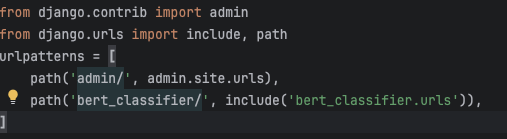 from django.contrib import admin
from django.urls import include, path
urlpatterns = [
    path('admin/', admin.site.urls),
    path('bert_classifier/', include('bert_classifier.urls')),
]